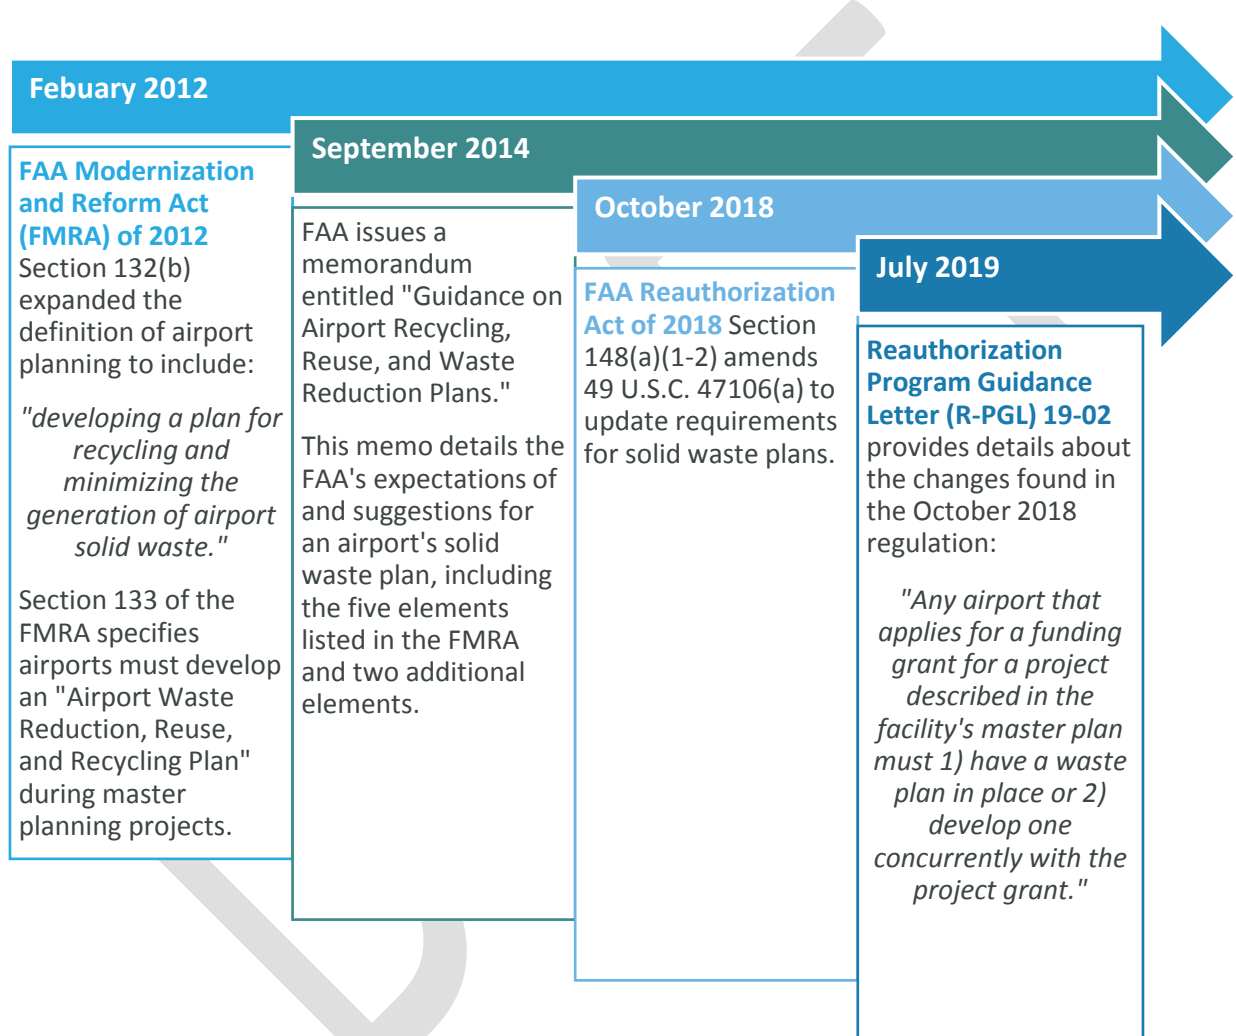 Febuary 2012
FAA Modernization
and Reform Act
(FMRA) of 2012
Section 132(b)
expanded the
definition of airport
planning to include:
"developing a plan for
recycling and
minimizing the
generation of airport
solid waste."
Section 133 of the
FMRA specifies
airports must develop
an "Airport Waste
Reduction, Reuse,
and Recycling Plan"
during master
planning projects.
September 2014
FAA issues a
memorandum
entitled "Guidance on
Airport Recycling,
Reuse, and Waste
Reduction Plans."
This memo details the
FAA's expectations of
and suggestions for
an airport's solid
waste plan, including
the five elements
listed in the FMRA
and two additional
elements.
October 2018
FAA Reauthorization
Act of 2018 Section
148(a)(1-2) amends
49 U.S.C. 47106(a) to
update requirements
for solid waste plans.
July 2019
Reauthorization
Program Guidance
Letter (R-PGL) 19-02
provides details about
the changes found in
the October 2018
regulation:
"Any airport that
applies for a funding
grant for a project
described in the
facility's master plan
must 1) have a waste
plan in place or 2)
develop one
concurrently with the
project grant."